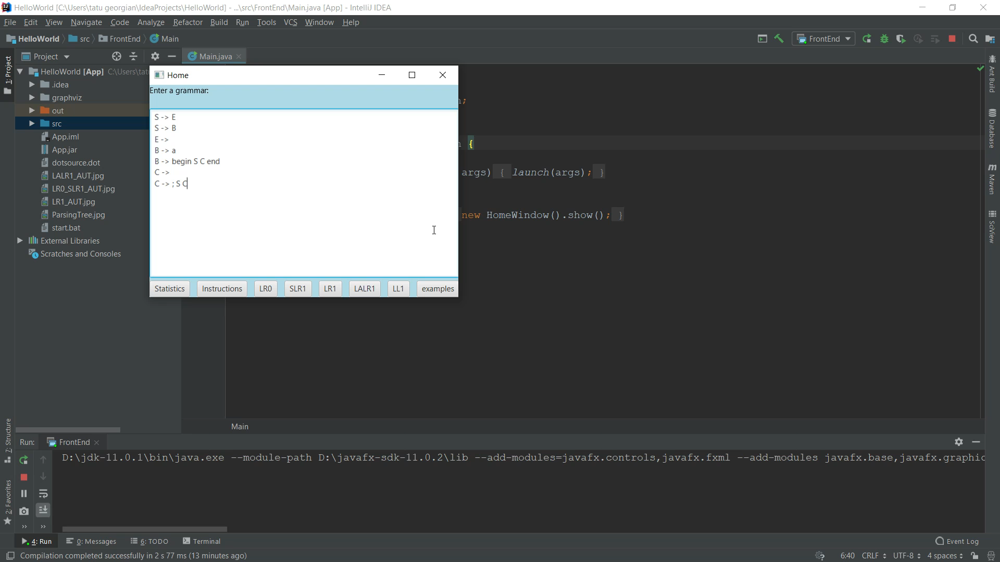 HelloWorld [C:\Users\tatu georgian\IdeaProjects\HelloWorld] - ...\src\FrontEnd\Main.java [App] - IntelliJ IDEA
File Edit View Navigate Code Analyze Refactor Build Run Tools VCS Window Help
HelloWorld src FrontEnd Main FrontEnd
1: Project
Project
Main.java
HelloWorld [App] C:\Users\tat
.idea
graphviz
out
src
App.iml
App.jar
dotsource.dot
LALR1_AUT.jpg
LR0_SLR1_AUT.jpg
LR1_AUT.jpg
ParsingTree.jpg
start.bat
External Libraries
Scratches and Consoles
Home
Enter a grammar:
S -> E
S -> B
E ->
B -> a
B -> begin S C end
C ->
C -> ; S C
Statistics Instructions LR0 SLR1 LR1 LALR1 LL1 examples
;
{
args) { launch(args); }
new HomeWindow().show(); }
Ant Build
Database
Maven
SciView
Main
7: Structure
2: Favorites
Run: FrontEnd
D:\jdk-11.0.1\bin\java.exe --module-path D:\javafx-sdk-11.0.2\lib --add-modules=javafx.controls,javafx.fxml --add-modules javafx.base,javafx.graphic
4: Run 0: Messages 6: TODO Terminal Event Log
Compilation completed successfully in 2 s 77 ms (13 minutes ago) 6:40 CRLF UTF-8 4 spaces